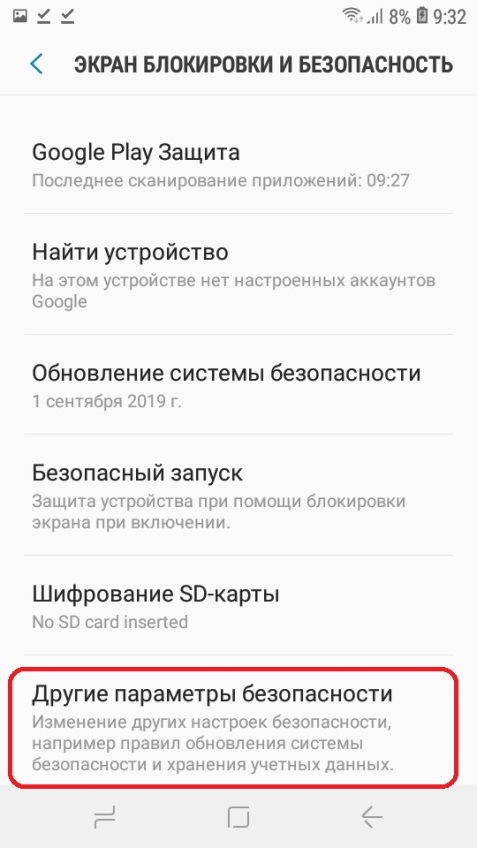 8% 9:32
ЭКРАН БЛОКИРОВКИ И БЕЗОПАСНОСТЬ
Google Play Защита
Последнее сканирование приложений: 09:27
Найти устройство
На этом устройстве нет настроенных аккаунтов
Google
Обновление системы безопасности
1 сентября 2019 г.
Безопасный запуск
Защита устройства при помощи блокировки
экрана при включении.
Шифрование SD-карты
No SD card inserted
Другие параметры безопасности
Изменение других настроек безопасности,
например правил обновления системы
безопасности и хранения учетных данных.